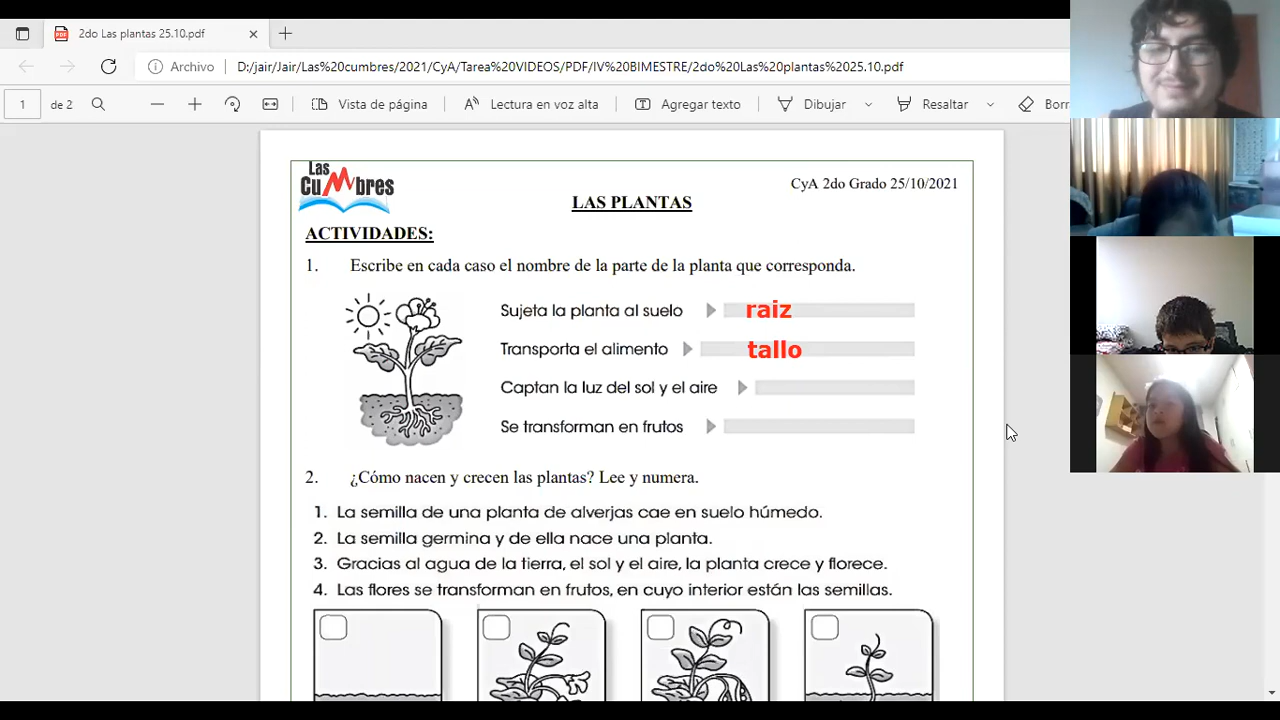 2do Las plantas 25.10.pdf
Archivo D:/jair/Jair/Las%20cumbres/2021/CyA/Tarea%20VIDEOS/PDF/IV%20BIMESTRE/2do%20Las%20plantas%2025.10.pdf
1 de 2 Vista de página Lectura en voz alta Agregar texto Dibujar Resaltar Borr
Las
Cumbres
CyA 2do Grado 25/10/2021
LAS PLANTAS
ACTIVIDADES:
1. Escribe en cada caso el nombre de la parte de la planta que corresponda.
Sujeta la planta al suelo raiz
Transporta el alimento tallo
Captan la luz del sol y el aire
Se transforman en frutos
2. ¿Cómo nacen y crecen las plantas? Lee y numera.
1. La semilla de una planta de alverjas cae en suelo húmedo.
2. La semilla germina y de ella nace una planta.
3. Gracias al agua de la tierra, el sol y el aire, la planta crece y florece.
4. Las flores se transforman en frutos, en cuyo interior están las semillas.